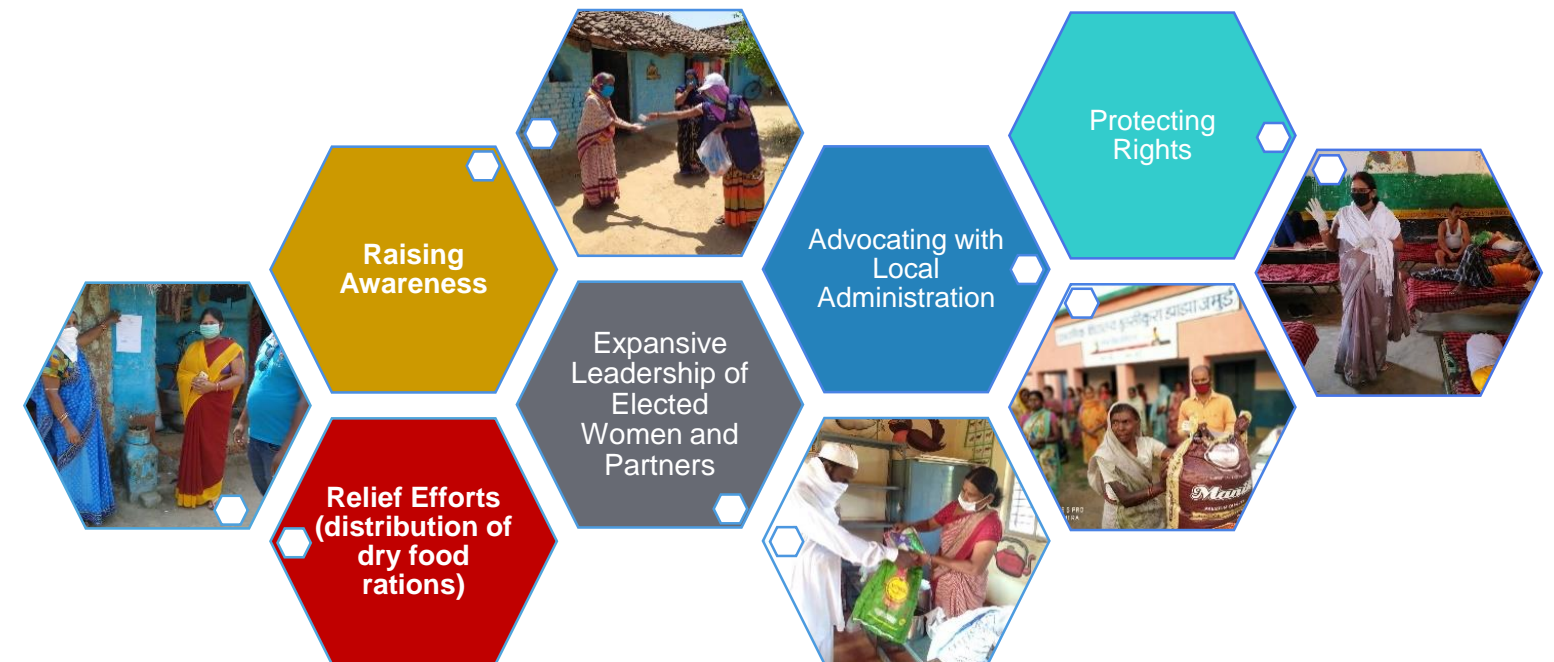 Protecting
Rights
Raising
Awareness
Advocating with
Local
Administration
Expansive
Leadership of
Elected
Women and
Partners
Relief Efforts
(distribution of
dry food
rations)